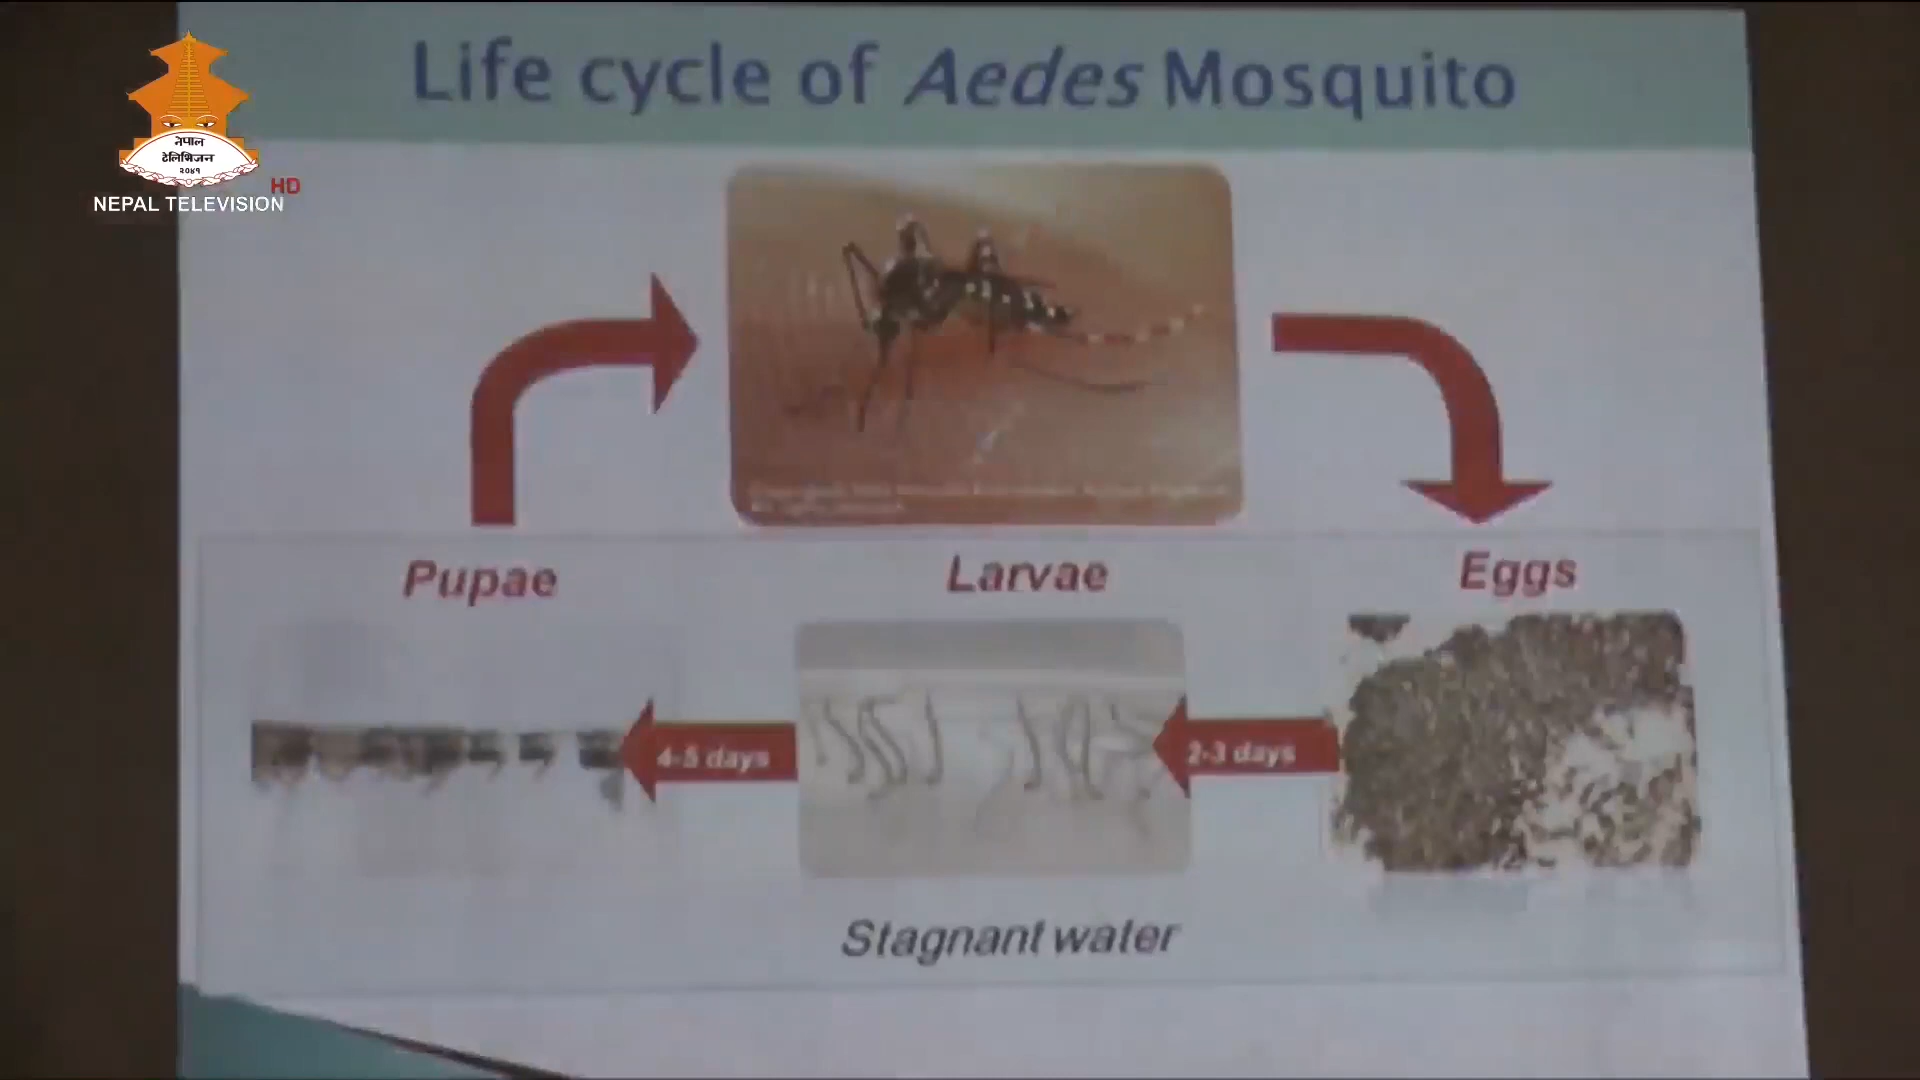 Life cycle of Aedes Mosquito
नेपाल
टेलिभिजन
२०४१
HD
NEPAL TELEVISION
Pupae
Larvae
Eggs
4-5 days
2-3 days
Stagnant water